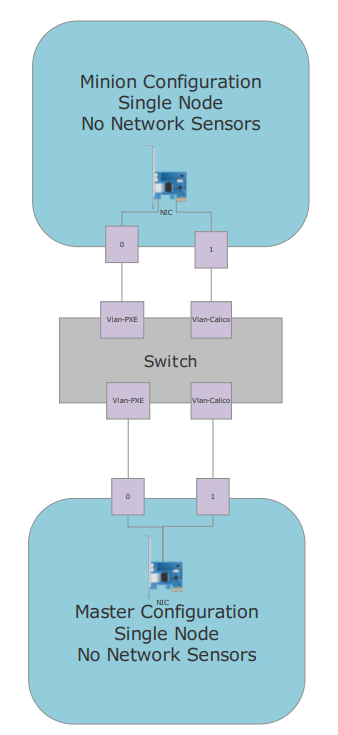 Minion Configuration
Single Node
No Network Sensors
NIC
0
1
Vlan-PXE
Vlan-Calico
Switch
Vlan-PXE
Vlan-Calico
0
1
NIC
Master Configuration
Single Node
No Network Sensors